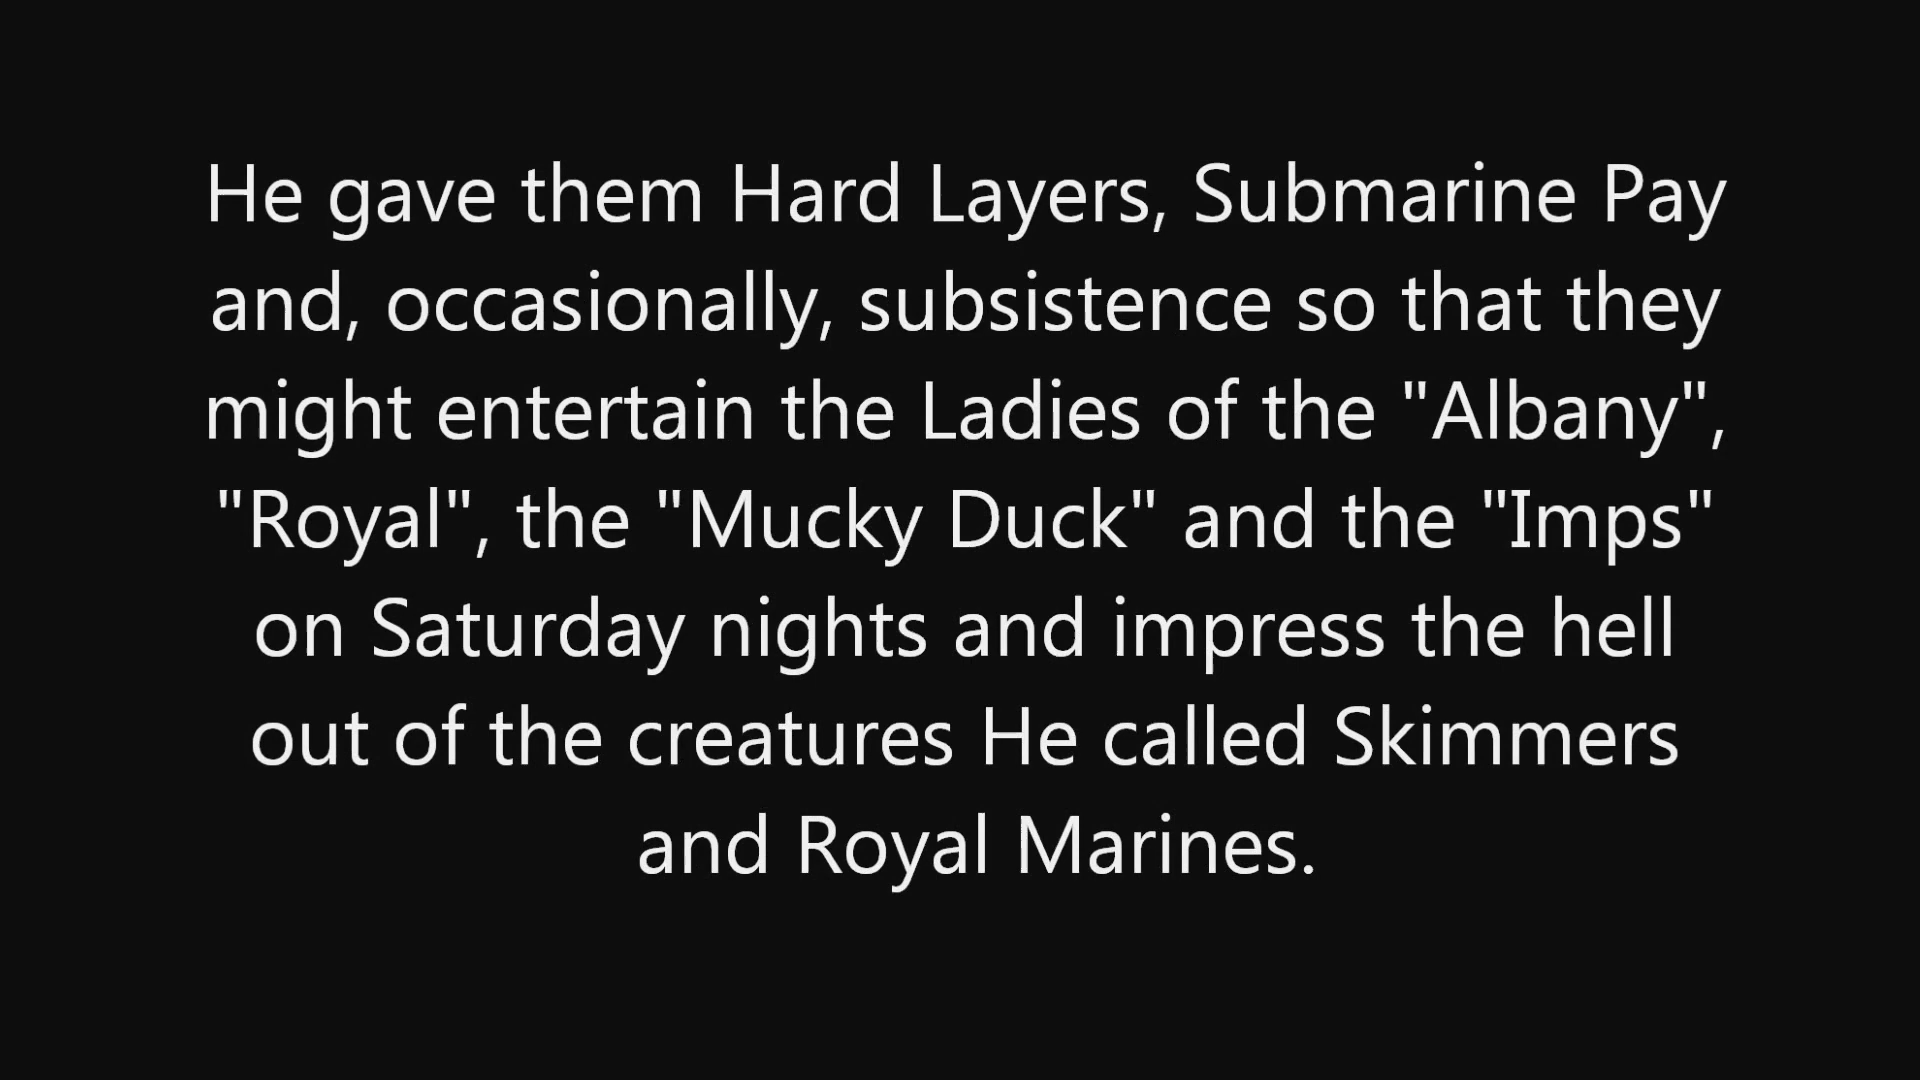 He gave them Hard Layers, Submarine Pay
and, occasionally, subsistence so that they
might entertain the Ladies of the "Albany",
"Royal", the "Mucky Duck" and the "Imps"
on Saturday nights and impress the hell
out of the creatures He called Skimmers
and Royal Marines.